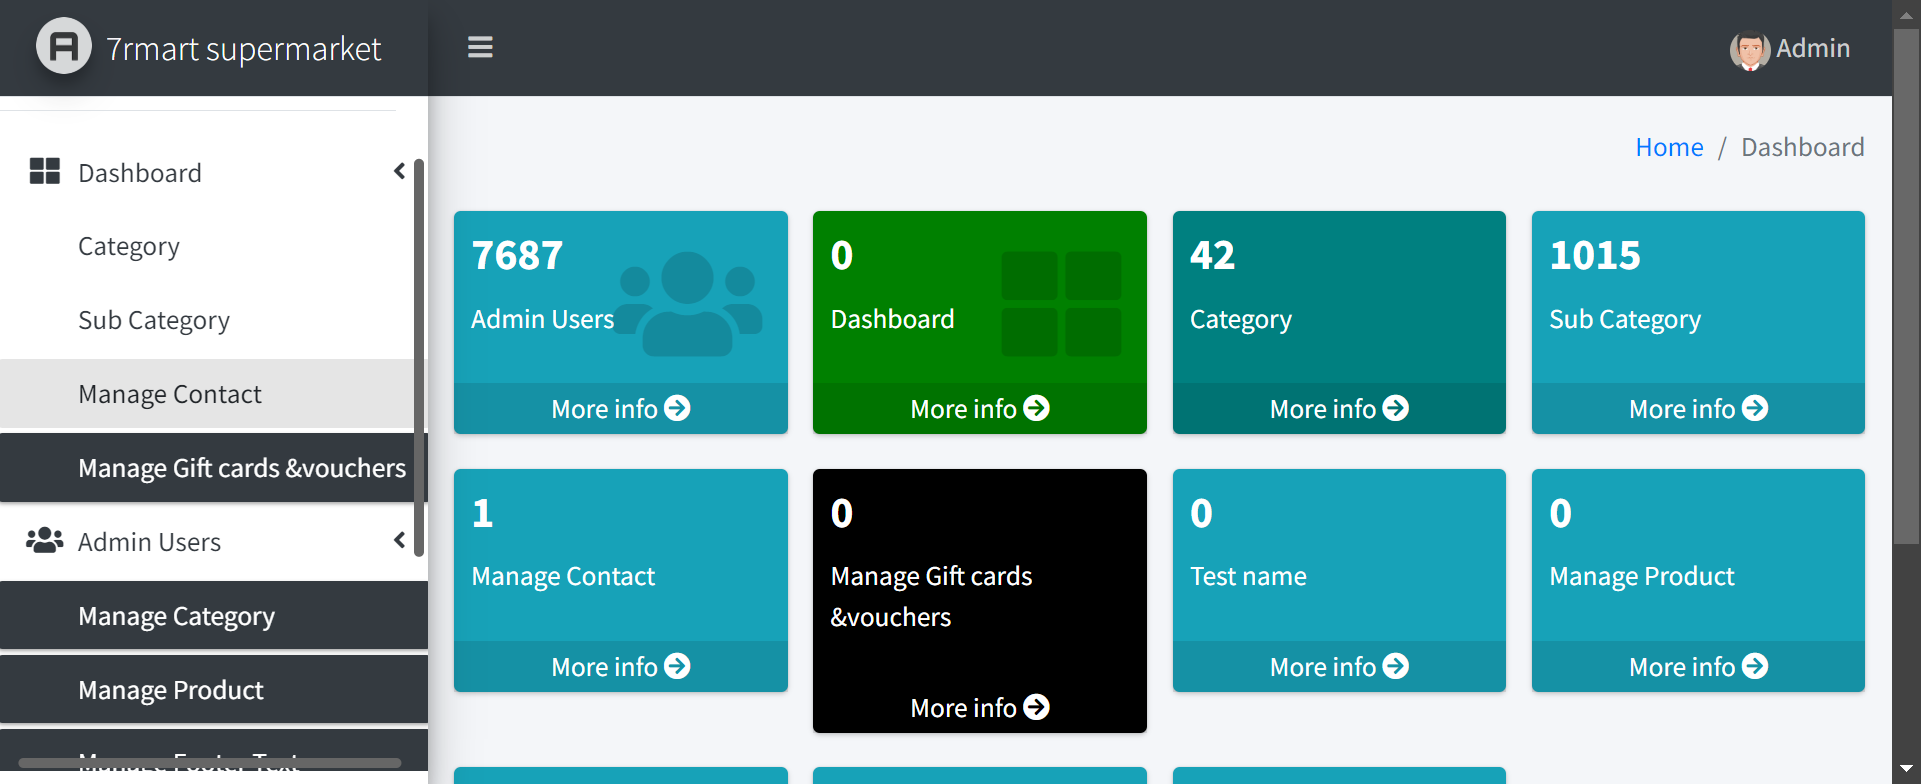 7rmart supermarket
Admin
Home / Dashboard
Dashboard
Category
Sub Category
Manage Contact
Manage Gift cards &vouchers
Admin Users
Manage Category
Manage Product
Manage Footer Text
7687
Admin Users
More info
0
Dashboard
More info
42
Category
More info
1015
Sub Category
More info
1
Manage Contact
More info
0
Manage Gift cards
&vouchers
More info
0
Test name
More info
0
Manage Product
More info